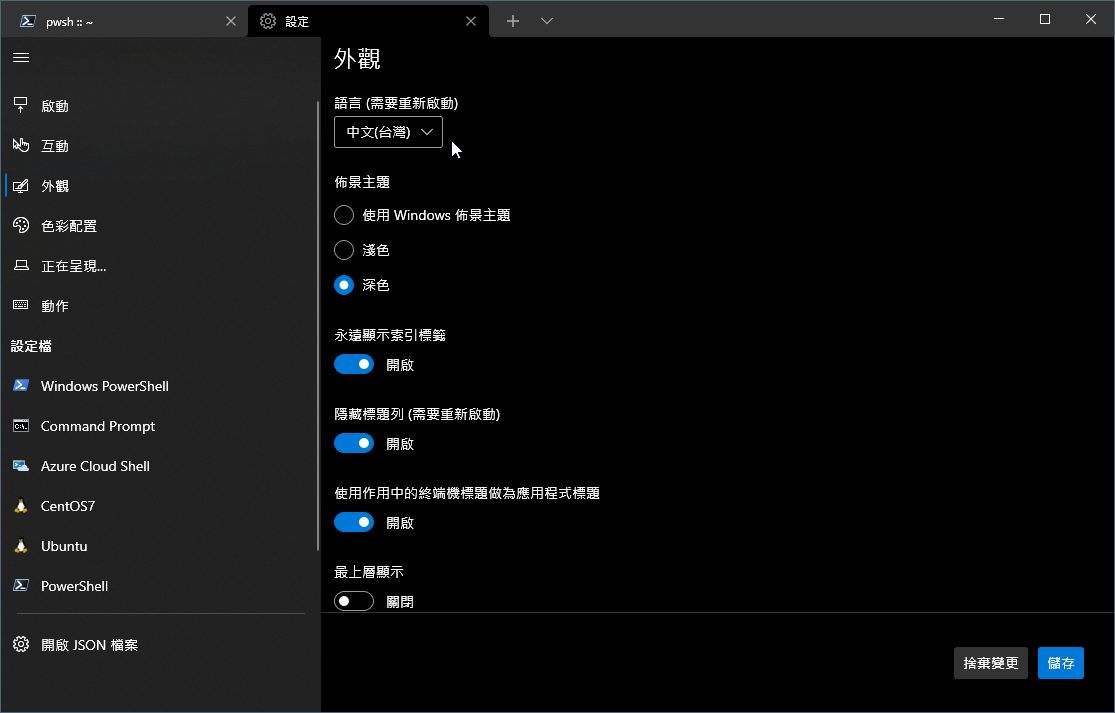 pwsh :: ~
設定
啟動
互動
外觀
色彩配置
正在呈現...
動作
設定檔
Windows PowerShell
Command Prompt
Azure Cloud Shell
CentOS7
Ubuntu
PowerShell
開啟 JSON 檔案
外觀
語言 (需要重新啟動)
中文(台灣)
佈景主題
使用 Windows 佈景主題
淺色
深色
永遠顯示索引標籤
開啟
隱藏標題列 (需要重新啟動)
開啟
使用作用中的終端機標題做為應用程式標題
開啟
最上層顯示
關閉
捨棄變更
儲存